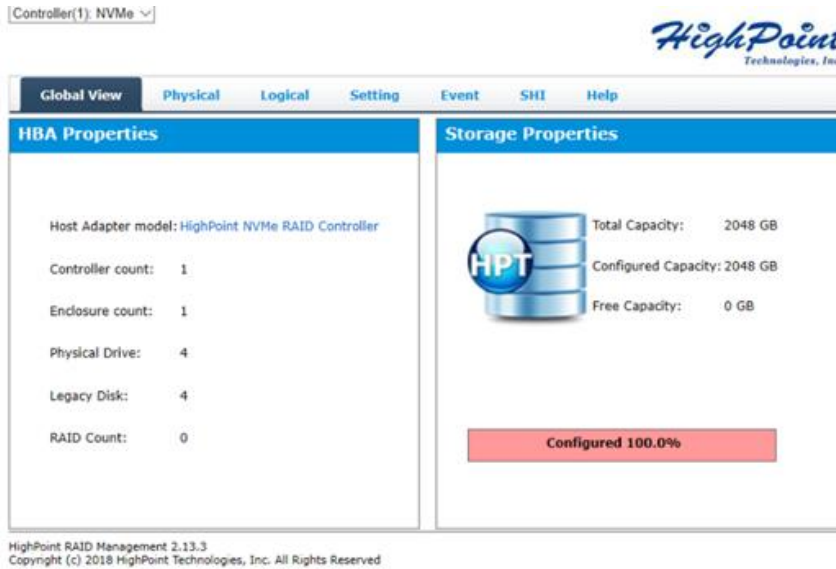 Controller(1): NVMe
HighPoint
Technologies, Inc
Global View Physical Logical Setting Event SHI Help
HBA Properties
Host Adapter model: HighPoint NVMe RAID Controller
Controller count: 1
Enclosure count: 1
Physical Drive: 4
Legacy Disk: 4
RAID Count: 0
Storage Properties
HPT
Total Capacity: 2048 GB
Configured Capacity: 2048 GB
Free Capacity: 0 GB
Configured 100.0%
HighPoint RAID Management 2.13.3
Copyright (c) 2018 HighPoint Technologies, Inc. All Rights Reserved